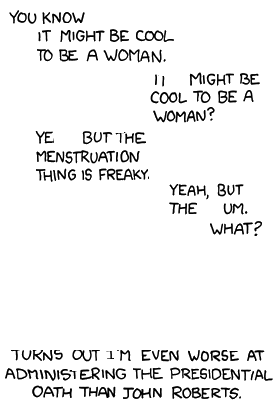 YOU KNOW
IT MIGHT BE COOL
TO BE A WOMAN.
IT MIGHT BE
COOL TO BE A
WOMAN?
YE BUT THE
MENSTRUATION
THING IS FREAKY.
YEAH, BUT
THE UM.
WHAT?
TURNS OUT I'M EVEN WORSE AT
ADMINISTERING THE PRESIDENTIAL
OATH THAN JOHN ROBERTS.